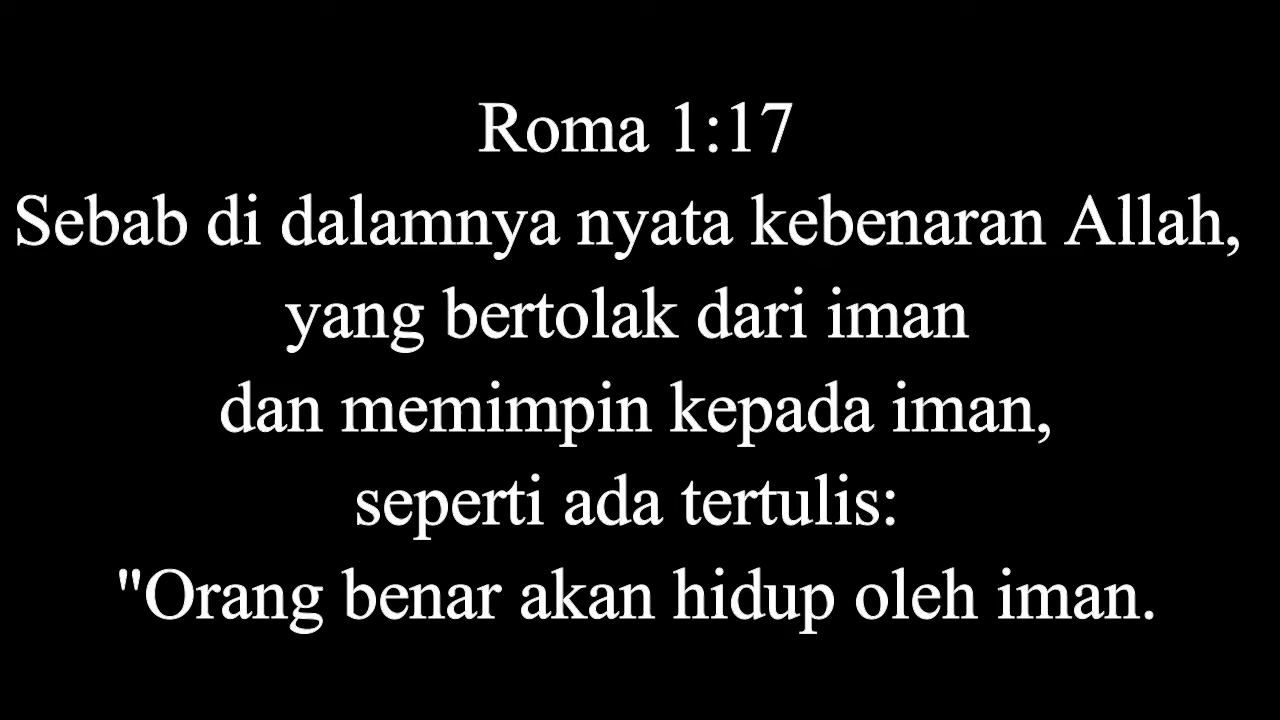 Roma 1:17
Sebab di dalamnya nyata kebenaran Allah,
yang bertolak dari iman
dan memimpin kepada iman,
seperti ada tertulis:
"Orang benar akan hidup oleh iman.